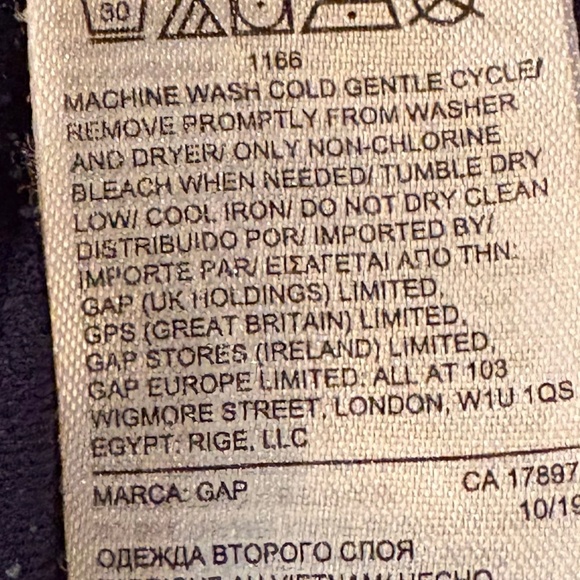 30
1166
MACHINE WASH COLD GENTLE CYCLE/
REMOVE PROMPTLY FROM WASHER
AND DRYER/ ONLY NON-CHLORINE
BLEACH WHEN NEEDED/ TUMBLE DRY
LOW/ COOL IRON/ DO NOT DRY CLEAN
DISTRIBUIDO POR/ IMPORTED BY/
IMPORTE PAR/ ΕΙΣΑΓΕΤΑΙ ΑΠΟ ΤΗΝ:
GAP (UK HOLDINGS) LIMITED,
GPS (GREAT BRITAIN) LIMITED,
GAP STORES (IRELAND) LIMITED,
GAP EUROPE LIMITED: ALL AT 103
WIGMORE STREET, LONDON, W1U 1QS
EGYPT: RIGE, LLC
MARCA: GAP
CA 17897
10/19
ОДЕЖДА ВТОРОГО СЛОЯ